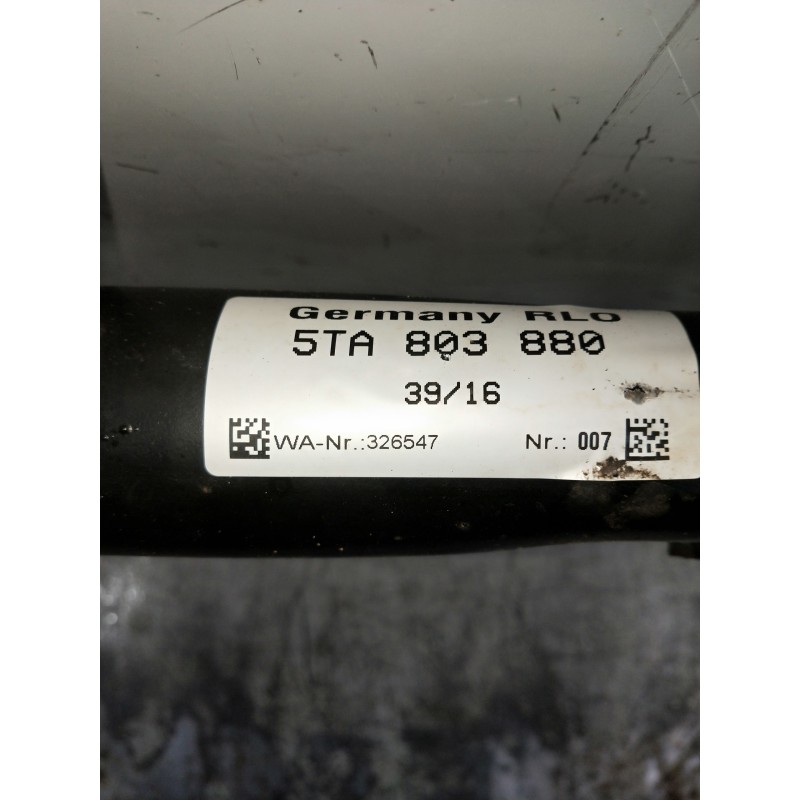 Germany RLO
5TA 803 880
39/16
WA-Nr.:326547 Nr.: 007